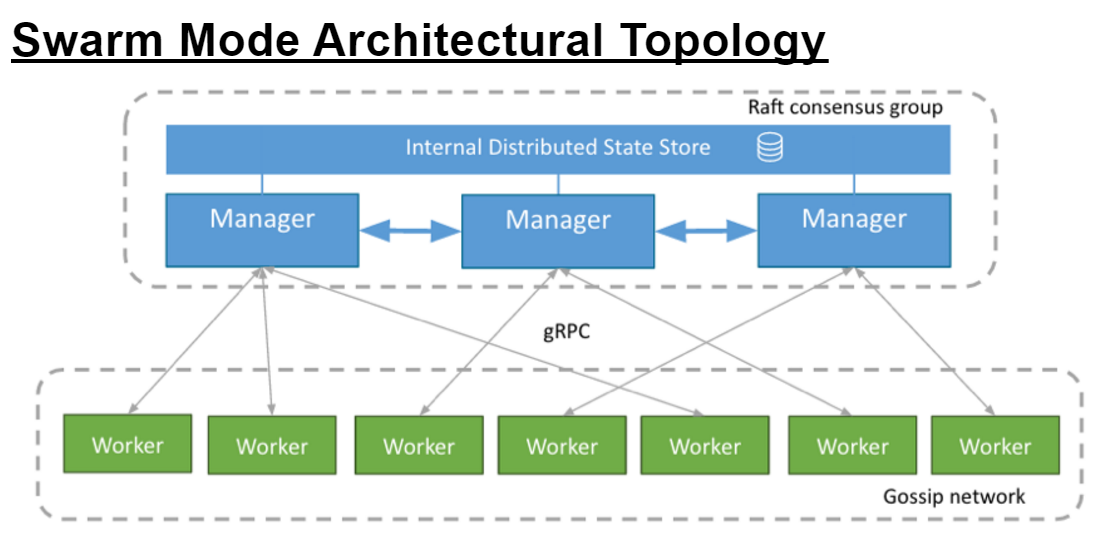 Swarm Mode Architectural Topology
Raft consensus group
Internal Distributed State Store
Manager
Manager
Manager
gRPC
Worker
Worker
Worker
Worker
Worker
Worker
Worker
Gossip network